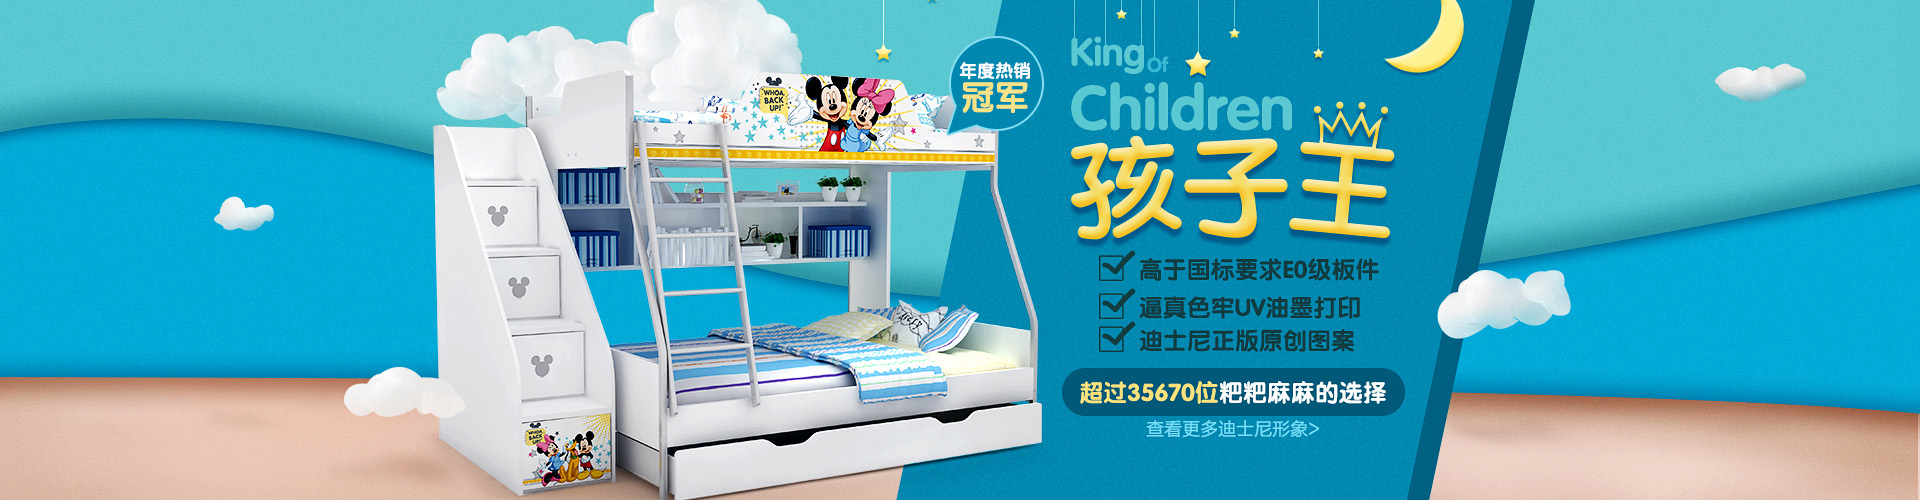 WHOA,
BACK
UP!
年度热销
冠军
King Of
Children
孩子王
高于国标要求E0级板件
逼真色牢UV油墨打印
迪士尼正版原创图案
超过35670位粑粑麻麻的选择
查看更多迪士尼形象>
WHOA,
BACK
UP!